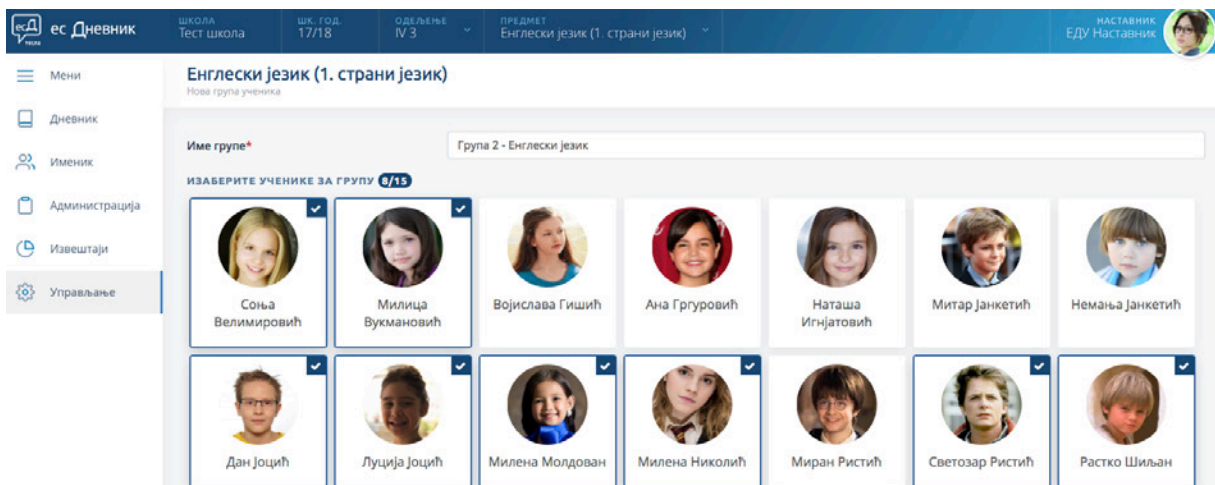 есД
тесла
ес Дневник
ШКОЛА
Тест школа
ШК. ГОД.
17/18
ОДЕЉЕЊЕ
IV 3
ПРЕДМЕТ
Енглески језик (1. страни језик)
НАСТАВНИК
ЕДУ Наставник
Мени
Дневник
Именик
Администрација
Извештаји
Управљање
Енглески језик (1. страни језик)
Нова група ученика
Име групе*
Група 2 - Енглески језик
ИЗАБЕРИТЕ УЧЕНИКЕ ЗА ГРУПУ 8/15
Соња
Велимировић
Милица
Вукмановић
Војислава Гишић
Ана Гргуровић
Наташа
Игњатовић
Митар Јанкетић
Немања Јанкетић
Дан Јоцић
Луција Јоцић
Милена Молдован
Милена Николић
Миран Ристић
Светозар Ристић
Растко Шиљан